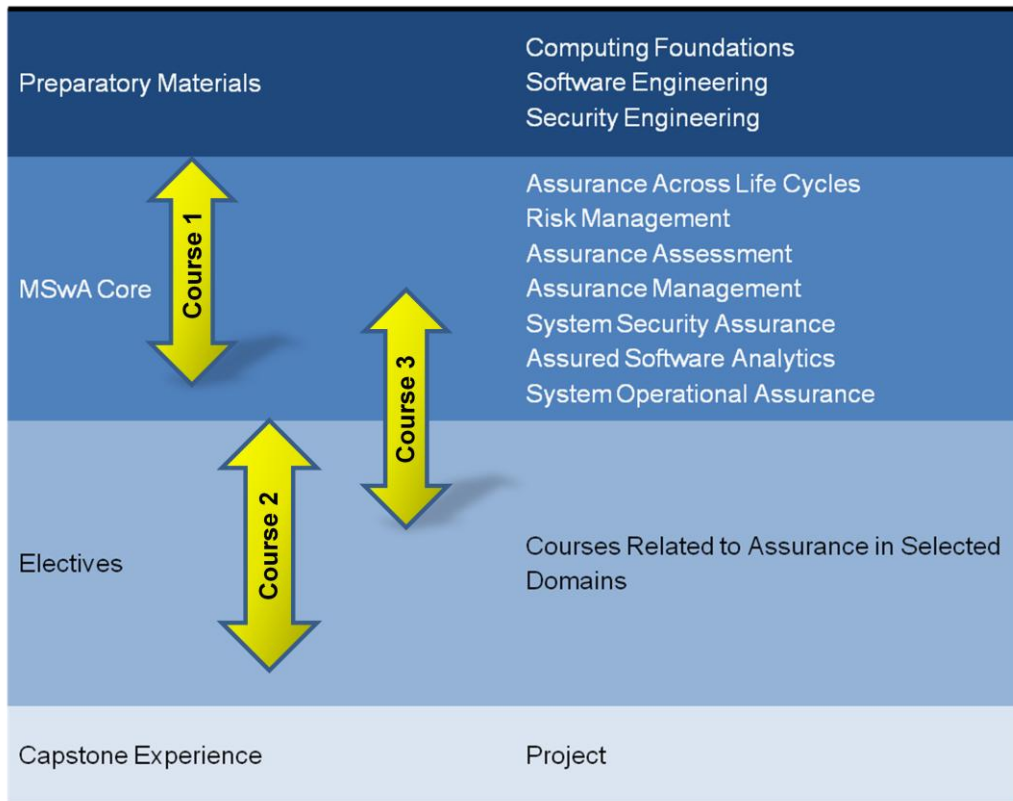 Preparatory Materials
Computing Foundations
Software Engineering
Security Engineering
MSwA Core
Course 1
Assurance Across Life Cycles
Risk Management
Assurance Assessment
Assurance Management
System Security Assurance
Assured Software Analytics
System Operational Assurance
Course 3
Electives
Course 2
Courses Related to Assurance in Selected
Domains
Capstone Experience
Project